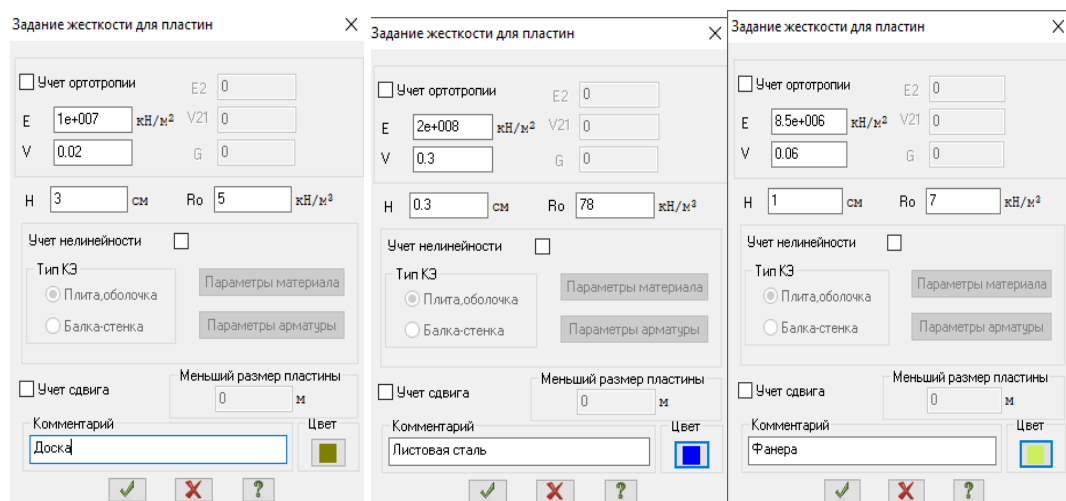 Задание жесткости для пластин
Учет ортотропии
E2 0
E 1e+007 кН/м² V21 0
V 0.02 G 0
H 3 см Ro 5 кН/м³
Учет нелинейности
Тип КЭ
Плита,оболочка
Балка-стенка
Параметры материала
Параметры арматуры
Учет сдвига
Меньший размер пластины
0 м
Комментарий
Доска
Цвет
?
Задание жесткости для пластин
Учет ортотропии
E2 0
E 2e+008 кН/м² V21 0
V 0.3 G 0
H 0.3 см Ro 78 кН/м³
Учет нелинейности
Тип КЭ
Плита,оболочка
Балка-стенка
Параметры материала
Параметры арматуры
Учет сдвига
Меньший размер пластины
0 м
Комментарий
Листовая сталь
Цвет
?
Задание жесткости для пластин
Учет ортотропии
E2 0
E 8.5e+006 кН/м² V21 0
V 0.06 G 0
H 1 см Ro 7 кН/м³
Учет нелинейности
Тип КЭ
Плита,оболочка
Балка-стенка
Параметры материала
Параметры арматуры
Учет сдвига
Меньший размер пластины
0 м
Комментарий
Фанера
Цвет
?